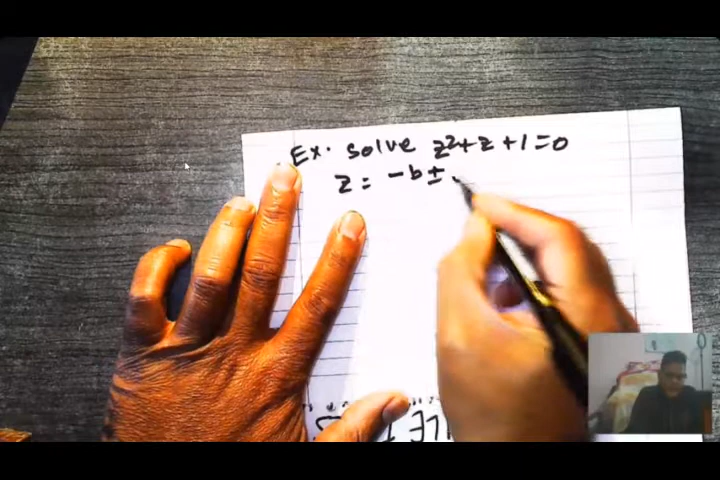 Ex. solve z²+z+1=0
z = -b±